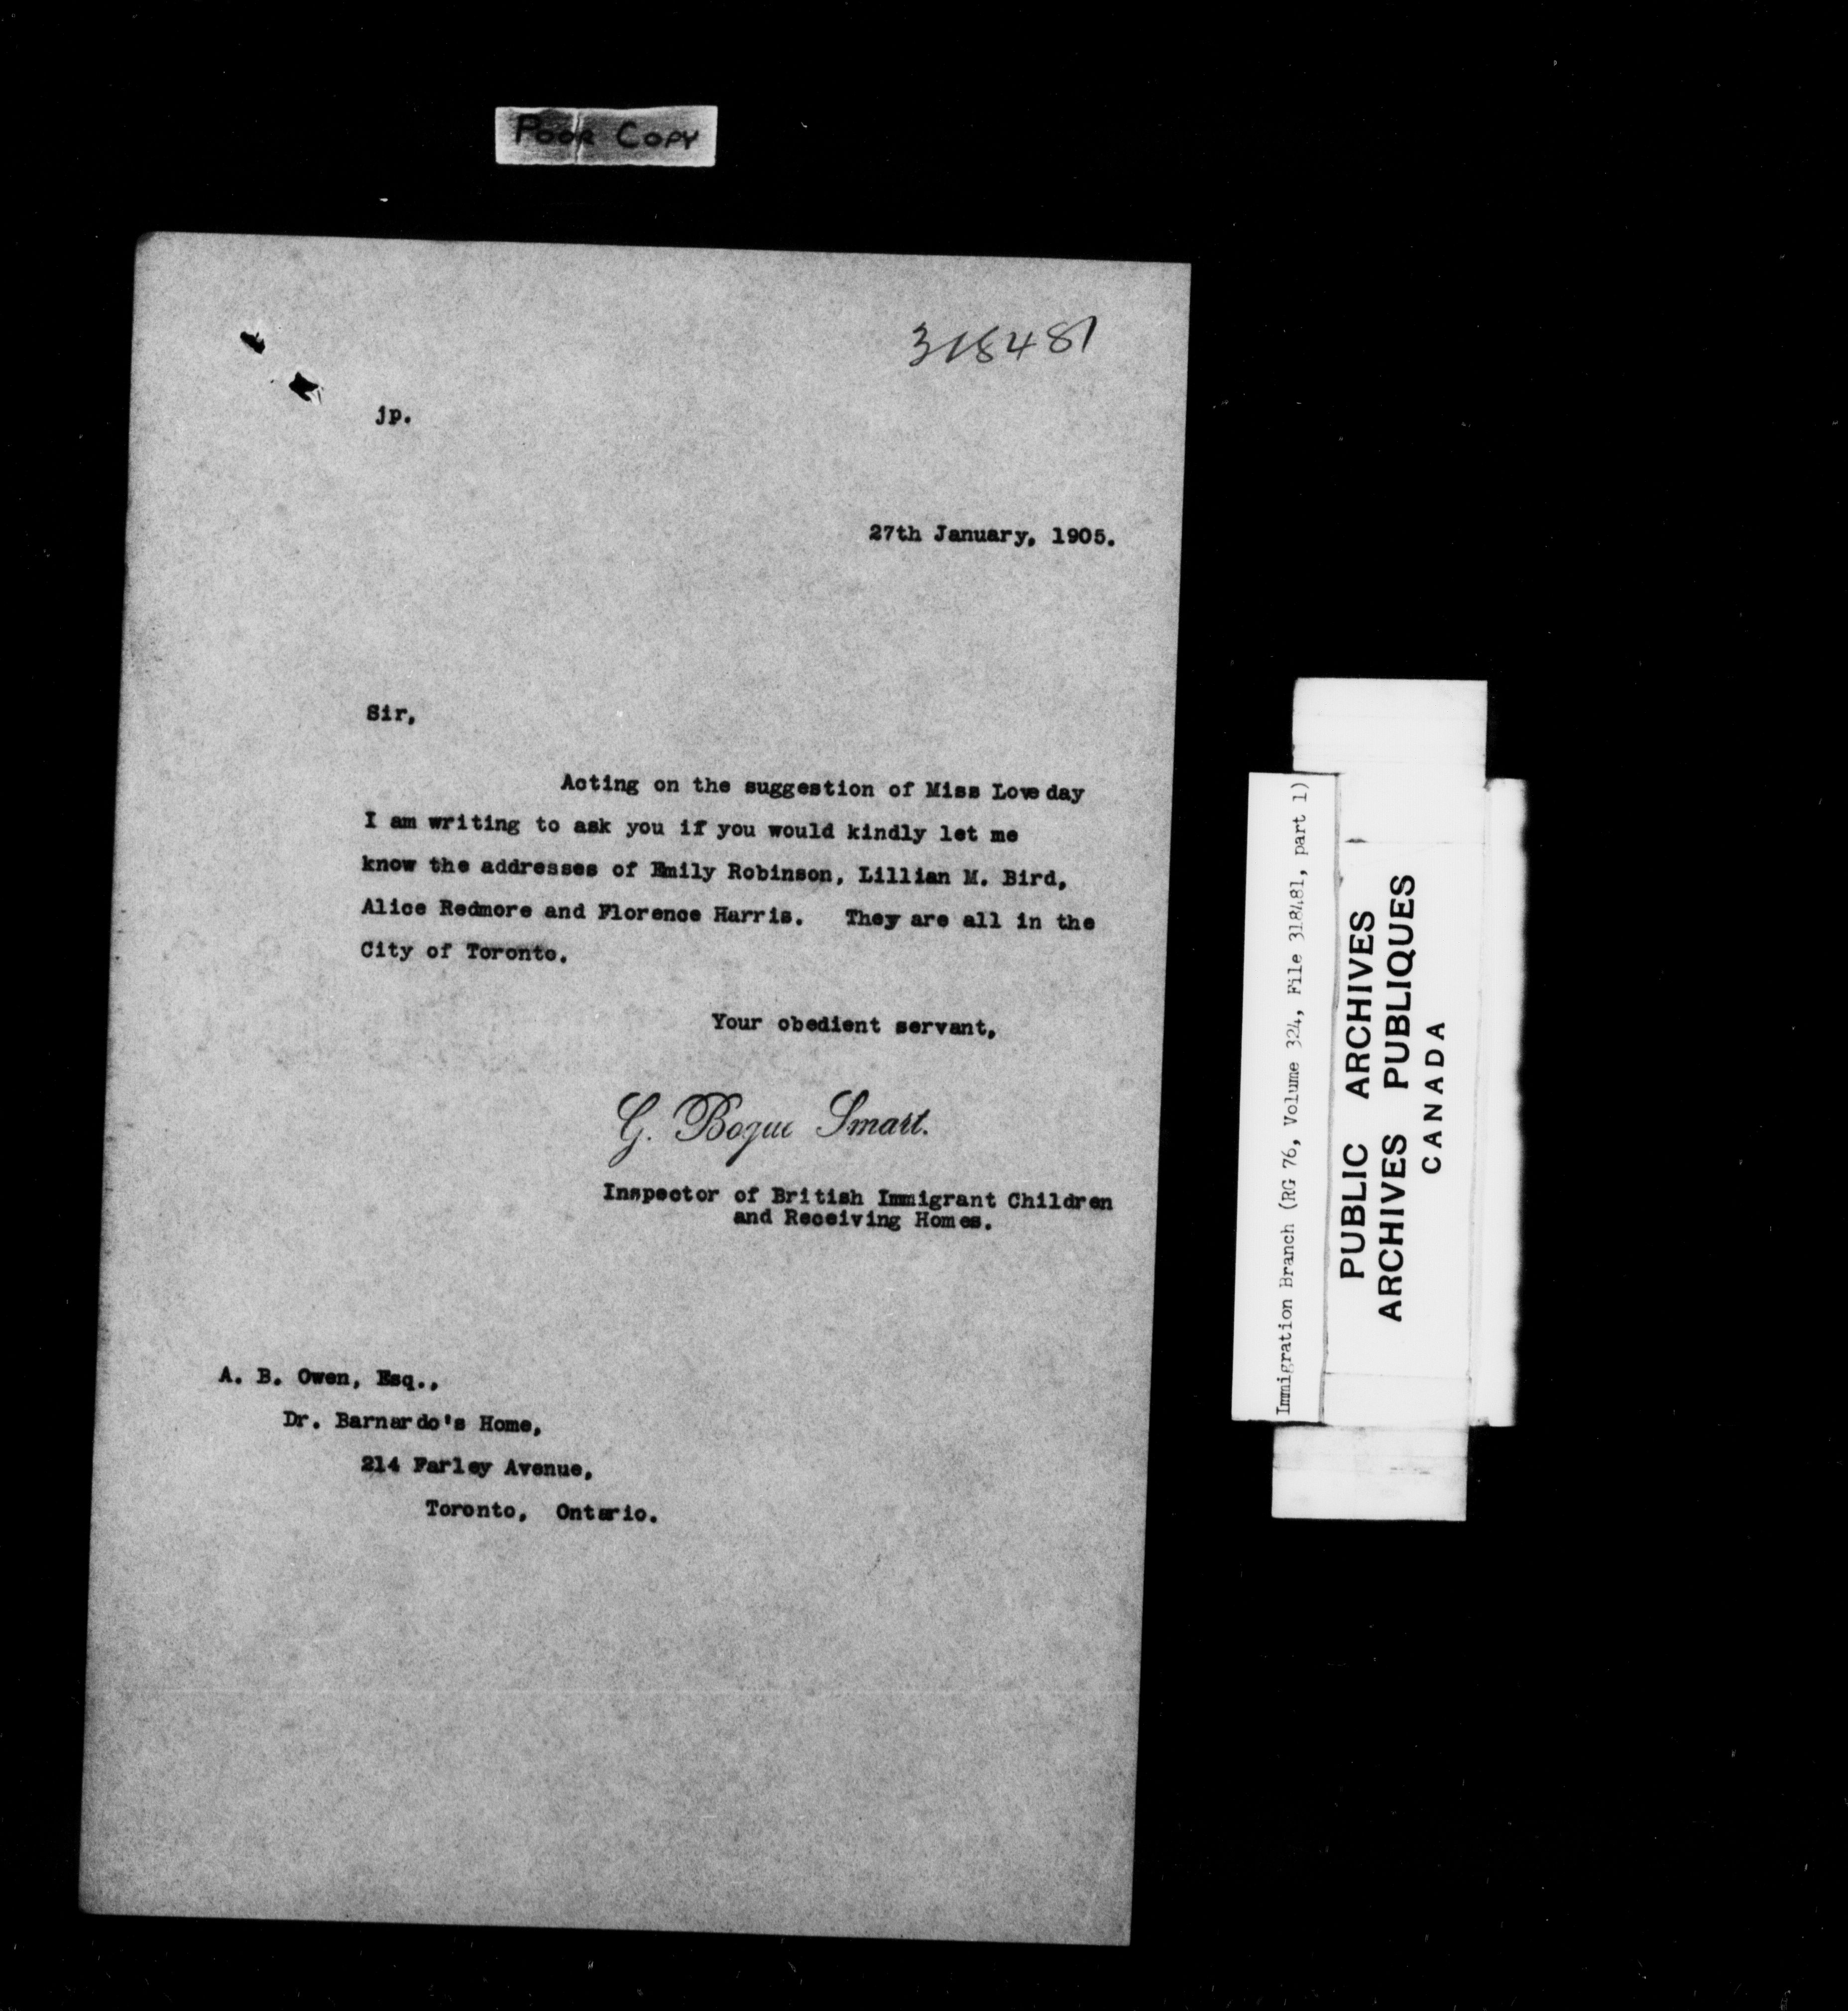 POOR COPY
318481
jp.
27th January, 1905.
Sir,
Acting on the suggestion of Miss Loveday
I am writing to ask you if you would kindly let me
know the addresses of Emily Robinson, Lillian M. Bird,
Alice Redmore and Florence Harris. They are all in the
City of Toronto.
Your obedient servant,
G. Bogue Smart.
Inspector of British Immigrant Children
and Receiving Homes.
A. B. Owen, Esq.,
Dr. Barnardo's Home,
214 Farley Avenue,
Toronto, Ontario.
Immigration Branch (RG 76, Volume 324, File 318481, part 1)
PUBLIC ARCHIVES
ARCHIVES PUBLIQUES
CANADA